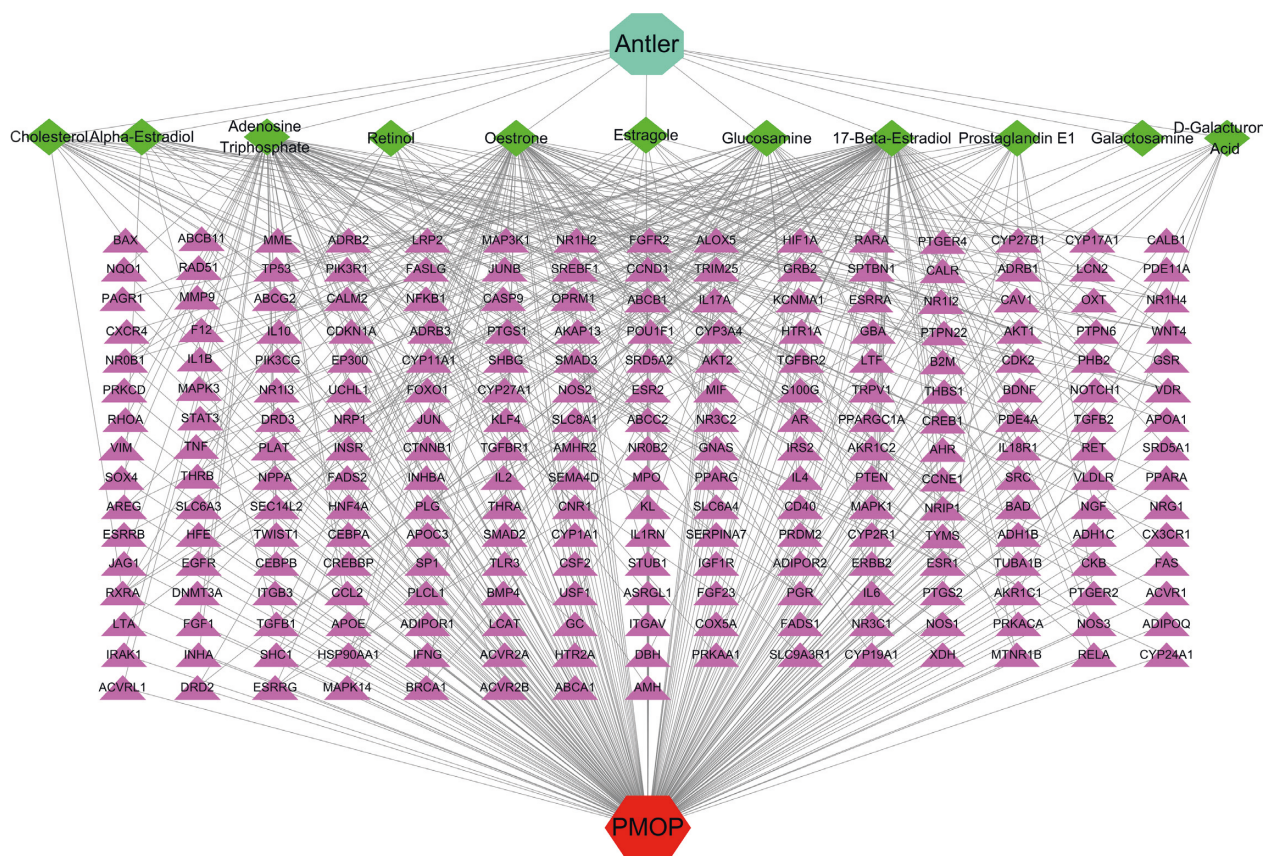 Antler
Cholesterol Alpha-Estradiol Adenosine Triphosphate Retinol Oestrone Estragole Glucosamine 17-Beta-Estradiol Prostaglandin E1 Galactosamine D-Galacturon Acid
BAX ABCB11 MME ADRB2 LRP2 MAP3K1 NR1H2 FGFR2 ALOX5 HIF1A RARA PTGER4 CYP27B1 CYP17A1 CALB1
NQO1 RAD51 TP53 PIK3R1 FASLG JUNB SREBF1 CCND1 TRIM25 GRB2 SPTBN1 CALR ADRB1 LCN2 PDE11A
PAGR1 MMP9 ABCG2 CALM2 NFKB1 CASP9 OPRM1 ABCB1 IL17A KCNMA1 ESRRA NR1I2 CAV1 OXT NR1H4
CXCR4 F12 IL10 CDKN1A ADRB3 PTGS1 AKAP13 POU1F1 CYP3A4 HTR1A GBA PTPN22 AKT1 PTPN6 WNT4
NR0B1 IL1B PIK3CG EP300 CYP11A1 SHBG SMAD3 SRD5A2 AKT2 TGFBR2 LTF B2M CDK2 PHB2 GSR
PRKCD MAPK3 NR1I3 UCHL1 FOXO1 CYP27A1 NOS2 ESR2 MIF S100G TRPV1 THBS1 BDNF NOTCH1 VDR
RHOA STAT3 DRD3 NRP1 JUN KLF4 SLC8A1 ABCC2 NR3C2 AR PPARGC1A CREB1 PDE4A TGFB2 APOA1
VIM TNF PLAT INSR CTNNB1 TGFBR1 AMHR2 NR0B2 GNAS IRS2 AKR1C2 AHR IL18R1 RET SRD5A1
SOX4 THRB NPPA FADS2 INHBA IL2 SEMA4D MPO PPARG IL4 PTEN CCNE1 SRC VLDLR PPARA
AREG SLC6A3 SEC14L2 HNF4A PLG THRA CNR1 KL SLC6A4 CD40 MAPK1 NRIP1 BAD NGF NRG1
ESRRB HFE TWIST1 CEBPA APOC3 SMAD2 CYP1A1 IL1RN SERPINA7 PRDM2 CYP2R1 TYMS ADH1B ADH1C CX3CR1
JAG1 EGFR CEBPB CREBBP SP1 TLR3 CSF2 STUB1 IGF1R ADIPOR2 ERBB2 ESR1 TUBA1B CKB FAS
RXRA DNMT3A ITGB3 CCL2 PLCL1 BMP4 USF1 ASRGL1 FGF23 PGR IL6 PTGS2 AKR1C1 PTGER2 ACVR1
LTA FGF1 TGFB1 APOE ADIPOR1 LCAT GC ITGAV COX5A FADS1 NR3C1 NOS1 PRKACA NOS3 ADIPOQ
IRAK1 INHA SHC1 HSP90AA1 IFNG ACVR2A HTR2A DBH PRKAA1 SLC9A3R1 CYP19A1 XDH MTNR1B RELA CYP24A1
ACVRL1 DRD2 ESRRG MAPK14 BRCA1 ACVR2B ABCA1 AMH
PMOP